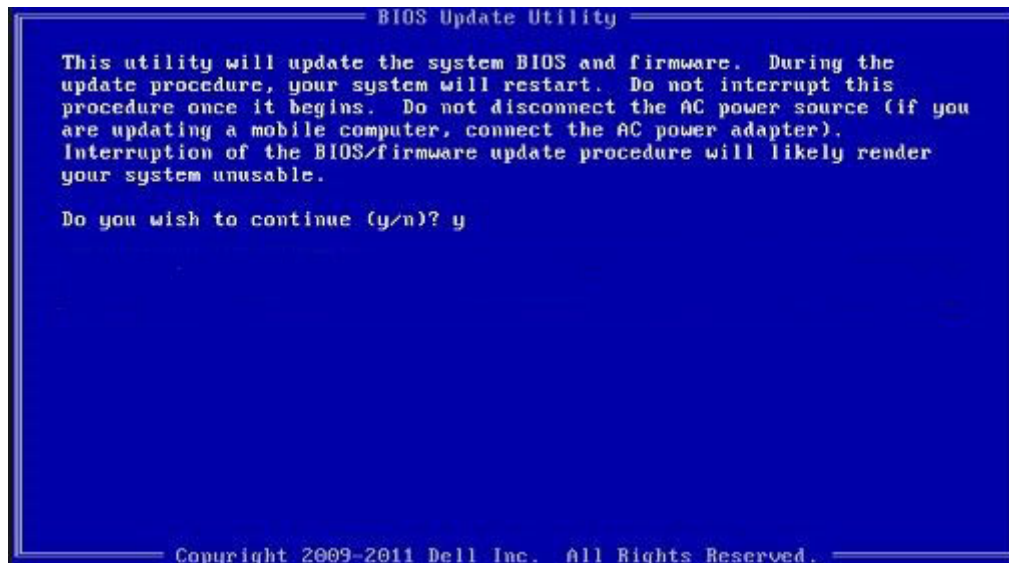 BIOS Update Utility
This utility will update the system BIOS and firmware.  During the
update procedure, your system will restart.  Do not interrupt this
procedure once it begins.  Do not disconnect the AC power source (if you
are updating a mobile computer, connect the AC power adapter).
Interruption of the BIOS/firmware update procedure will likely render
your system unusable.
Do you wish to continue (y/n)? y
Copyright 2009-2011 Dell Inc.  All Rights Reserved.